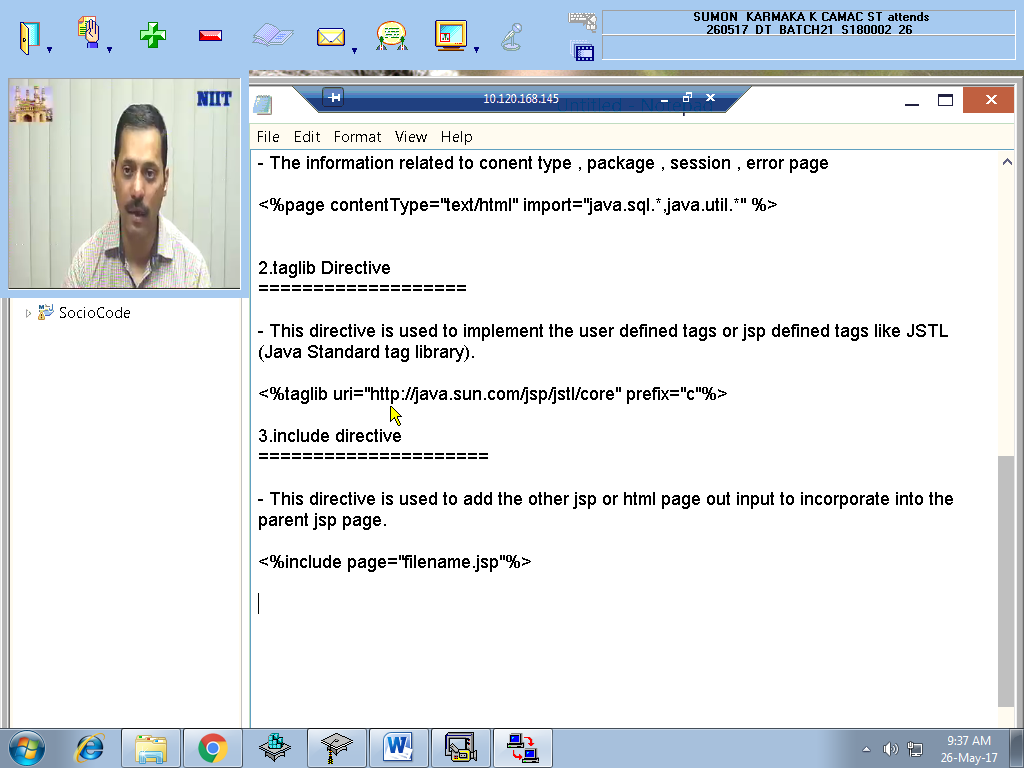 SUMON KARMAKA K CAMAC ST attends
260517_DT_BATCH21_S180002_26
NIIT
10.120.168.145
Untitled - Notepad
File Edit Format View Help
- The information related to conent type , package , session , error page
<%page contentType="text/html" import="java.sql.*,java.util.*" %>
2.taglib Directive
===================
- This directive is used to implement the user defined tags or jsp defined tags like JSTL
(Java Standard tag library).
<%taglib uri="http://java.sun.com/jsp/jstl/core" prefix="c"%>
3.include directive
=====================
- This directive is used to add the other jsp or html page out input to incorporate into the
parent jsp page.
<%include page="filename.jsp"%>
SocioCode
9:37 AM
26-May-17